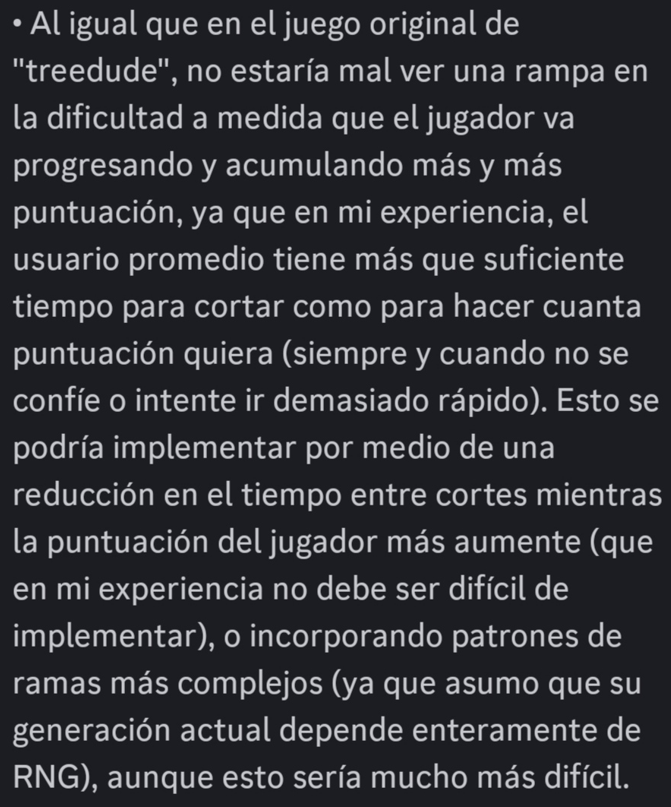 • Al igual que en el juego original de
"treedude", no estaría mal ver una rampa en
la dificultad a medida que el jugador va
progresando y acumulando más y más
puntuación, ya que en mi experiencia, el
usuario promedio tiene más que suficiente
tiempo para cortar como para hacer cuanta
puntuación quiera (siempre y cuando no se
confíe o intente ir demasiado rápido). Esto se
podría implementar por medio de una
reducción en el tiempo entre cortes mientras
la puntuación del jugador más aumente (que
en mi experiencia no debe ser difícil de
implementar), o incorporando patrones de
ramas más complejos (ya que asumo que su
generación actual depende enteramente de
RNG), aunque esto sería mucho más difícil.